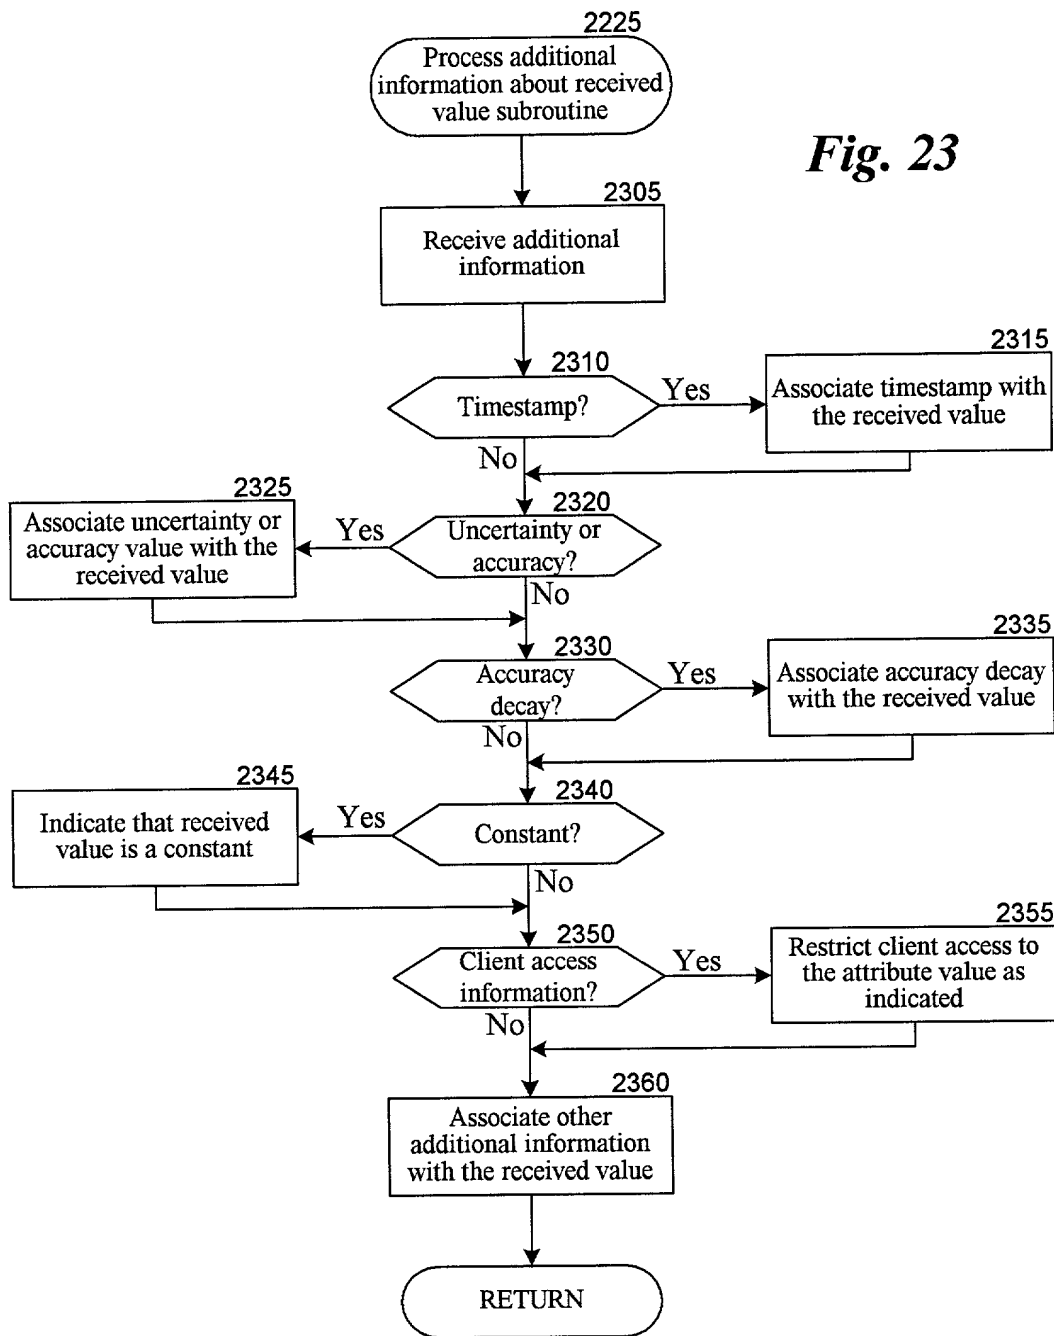 2225
Process additional
information about received
value subroutine
Fig. 23
2305
Receive additional
information
2310
Timestamp?
Yes
2315
Associate timestamp with
the received value
No
2325
Associate uncertainty or
accuracy value with the
received value
Yes
2320
Uncertainty or
accuracy?
No
2330
Accuracy
decay?
Yes
2335
Associate accuracy decay
with the received value
No
2345
Indicate that received
value is a constant
Yes
2340
Constant?
No
2350
Client access
information?
Yes
2355
Restrict client access to
the attribute value as
indicated
No
2360
Associate other
additional information
with the received value
RETURN